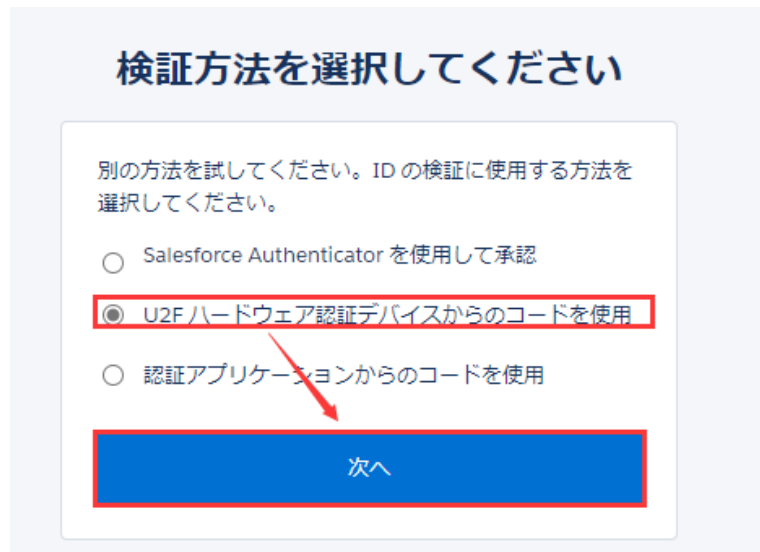 検証方法を選択してください
別の方法を試してください。ID の検証に使用する方法を
選択してください。
Salesforce Authenticator を使用して承認
U2F ハードウェア認証デバイスからのコードを使用
認証アプリケーションからのコードを使用
次へ